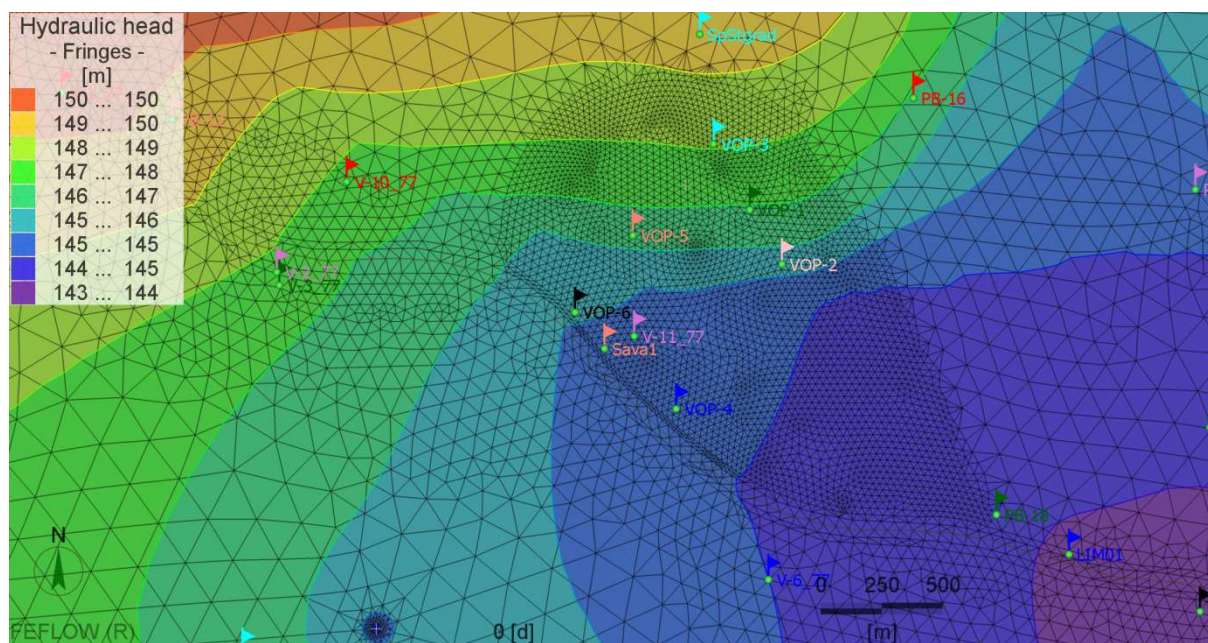 Hydraulic head
- Fringes -
[m]
150 ... 150
149 ... 150
148 ... 149
147 ... 148
146 ... 147
145 ... 146
145 ... 145
144 ... 145
143 ... 144
SpStgrad
PB-16
VOP-3
V-10_77
VOP-1
VOP-5
VOP-2
V-2_77
V-3_77
VOP-6
V-11_77
Sava1
VOP-4
PB-18
LIM01
V-6_77
N
0 250 500
FEFLOW (R)
0 [d]
[m]